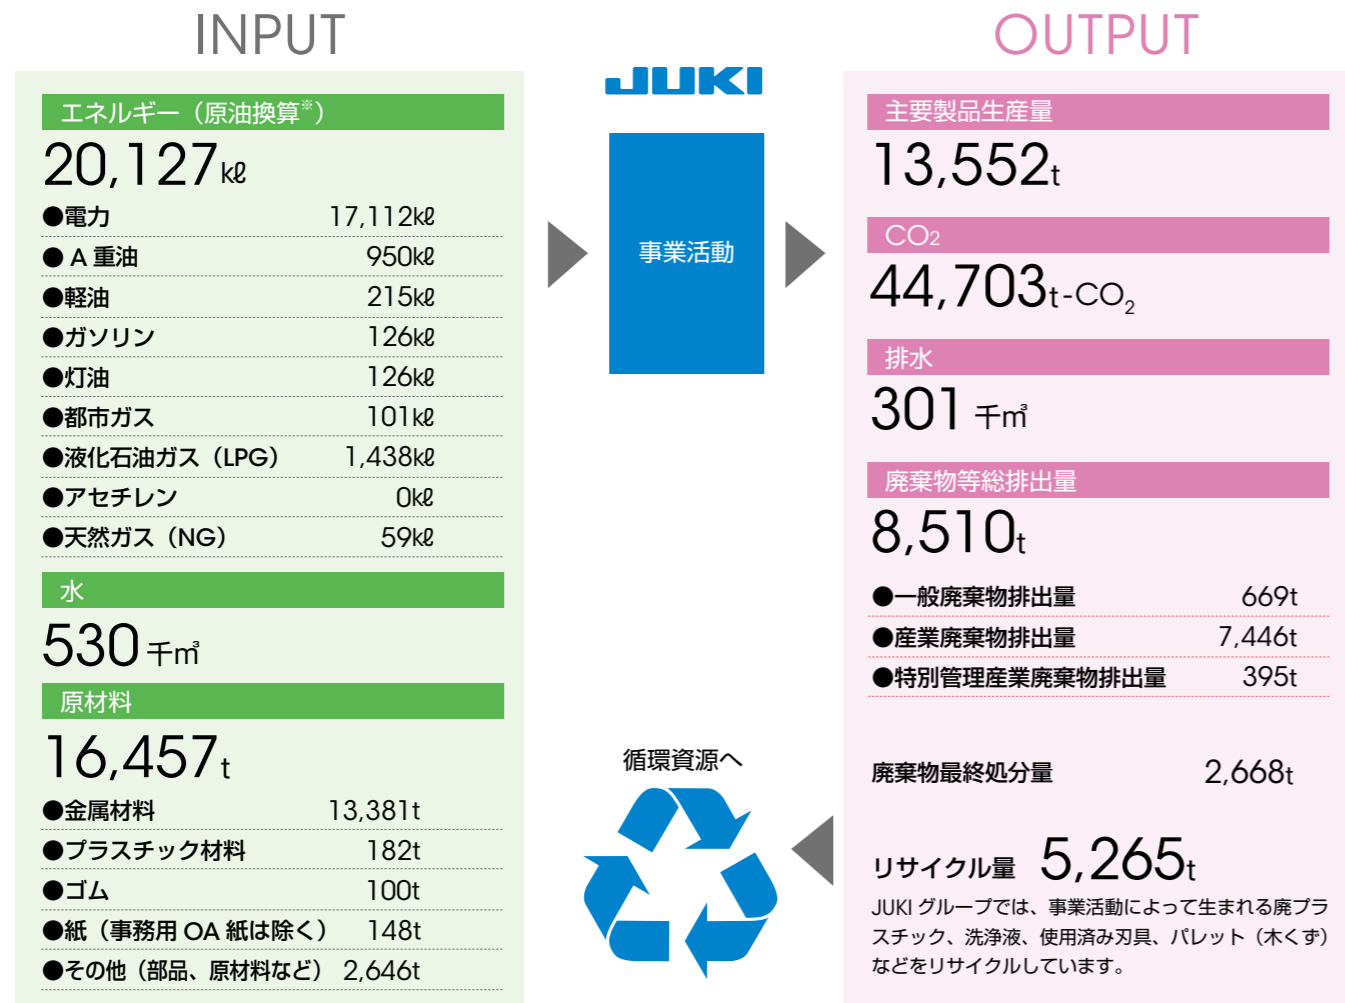 INPUT
エネルギー（原油換算※）
20,127kℓ
●電力 17,112kℓ
●A 重油 950kℓ
●軽油 215kℓ
●ガソリン 126kℓ
●灯油 126kℓ
●都市ガス 101kℓ
●液化石油ガス（LPG） 1,438kℓ
●アセチレン 0kℓ
●天然ガス（NG） 59kℓ
水
530 千㎥
原材料
16,457t
●金属材料 13,381t
●プラスチック材料 182t
●ゴム 100t
●紙（事務用 OA 紙は除く） 148t
●その他（部品、原材料など） 2,646t
JUKI
事業活動
OUTPUT
主要製品生産量
13,552t
CO2
44,703t-CO2
排水
301 千㎥
廃棄物等総排出量
8,510t
●一般廃棄物排出量 669t
●産業廃棄物排出量 7,446t
●特別管理産業廃棄物排出量 395t
廃棄物最終処分量 2,668t
リサイクル量 5,265t
JUKI グループでは、事業活動によって生まれる廃プラ
スチック、洗浄液、使用済み刃具、パレット（木くず）
などをリサイクルしています。
循環資源へ